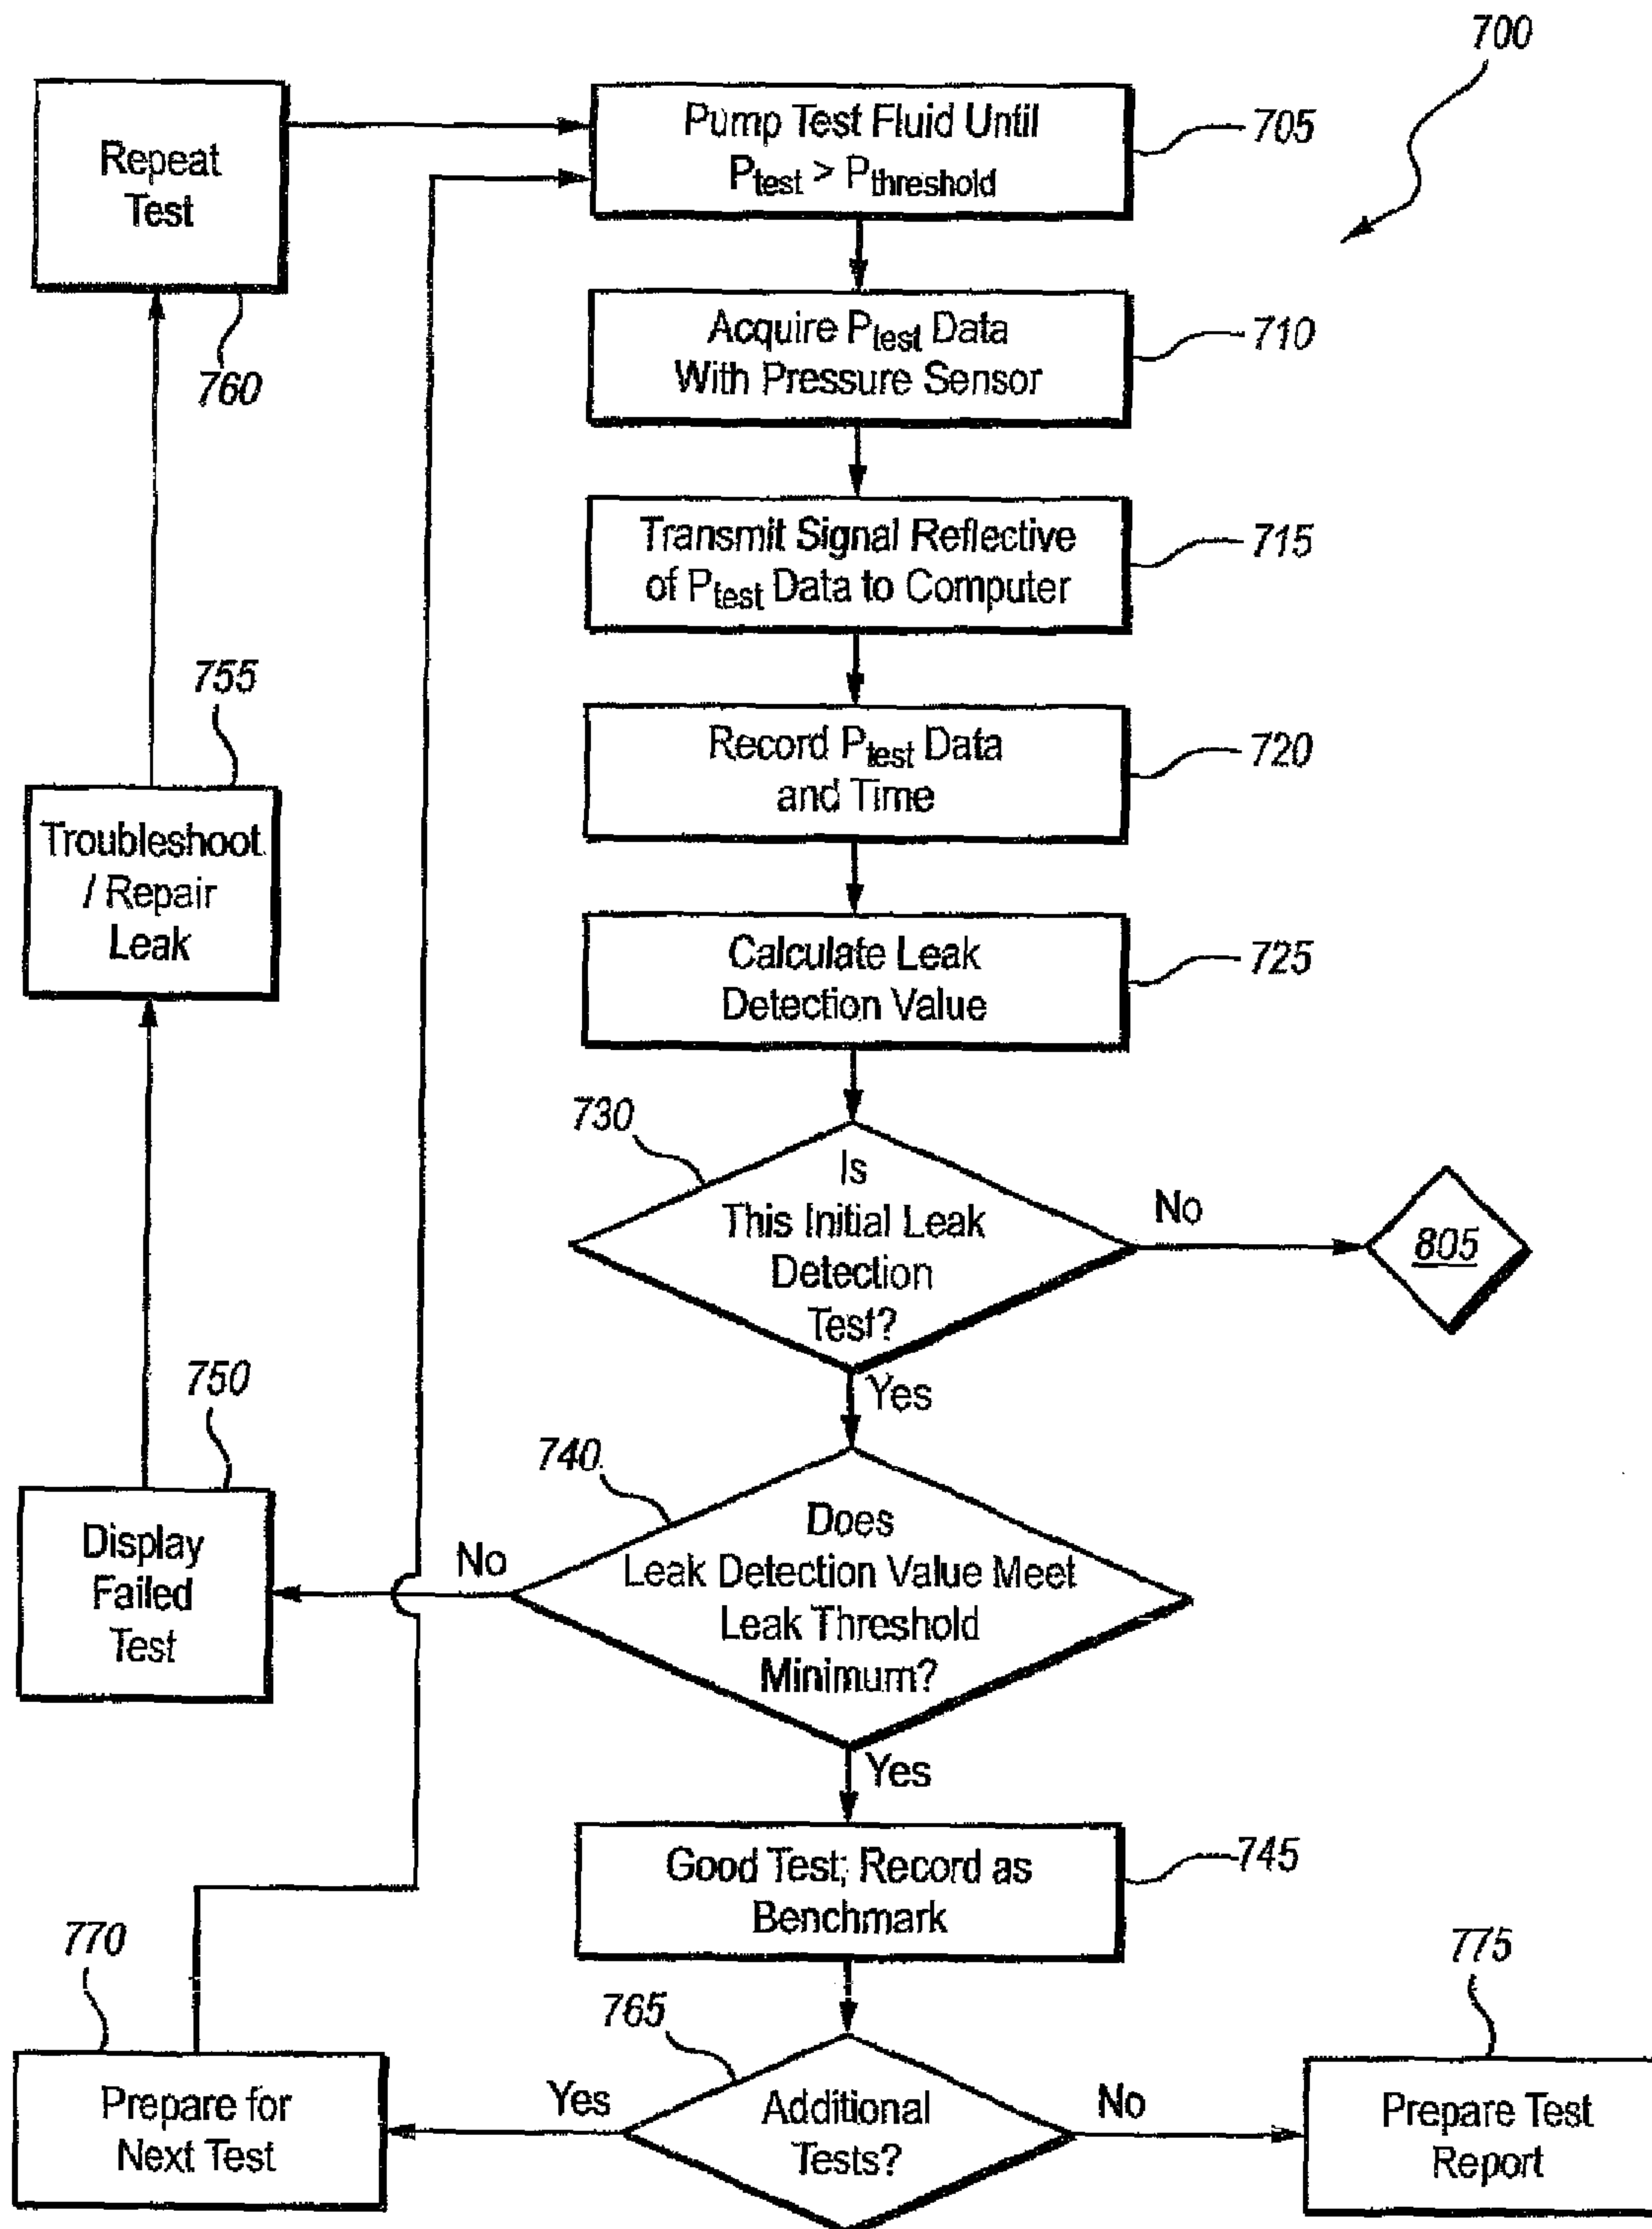 700
Repeat
Test
760
Pump Test Fluid Until
Ptest > Pthreshold
705
Acquire Ptest Data
With Pressure Sensor
710
Transmit Signal Reflective
of Ptest Data to Computer
715
755
Troubleshoot
/ Repair
Leak
Record Ptest Data
and Time
720
Calculate Leak
Detection Value
725
730
Is
This Initial Leak
Detection
Test?
No
805
Yes
750
Display
Failed
Test
No
740
Does
Leak Detection Value Meet
Leak Threshold
Minimum?
Yes
Good Test; Record as
Benchmark
745
770
Prepare for
Next Test
Yes
765
Additional
Tests?
No
775
Prepare Test
Report